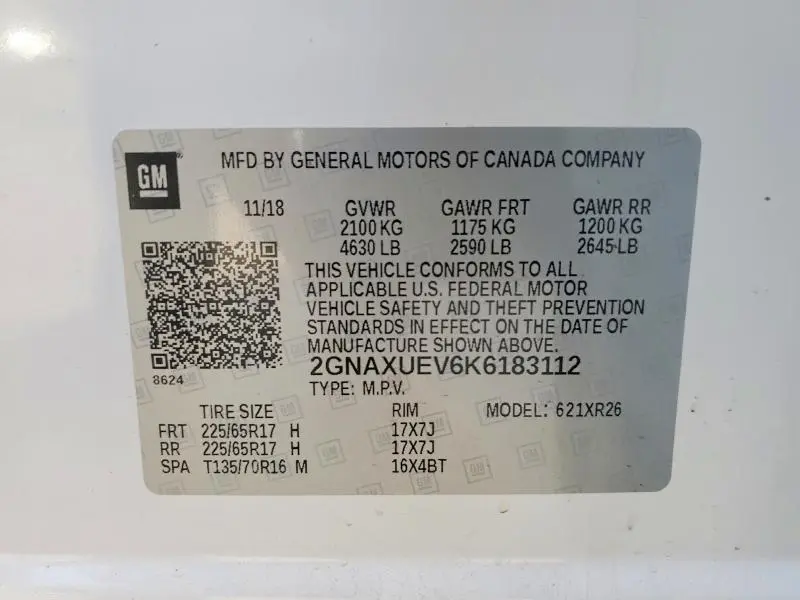 GM
MFD BY GENERAL MOTORS OF CANADA COMPANY
11/18 GVWR GAWR FRT GAWR RR
2100 KG 1175 KG 1200 KG
4630 LB 2590 LB 2645 LB
THIS VEHICLE CONFORMS TO ALL
APPLICABLE U.S. FEDERAL MOTOR
VEHICLE SAFETY AND THEFT PREVENTION
STANDARDS IN EFFECT ON THE DATE OF
MANUFACTURE SHOWN ABOVE.
8624
2GNAXUEV6K6183112
TYPE: M.P.V.
TIRE SIZE RIM MODEL: 621XR26
FRT 225/65R17 H 17X7J
RR 225/65R17 H 17X7J
SPA T135/70R16 M 16X4BT